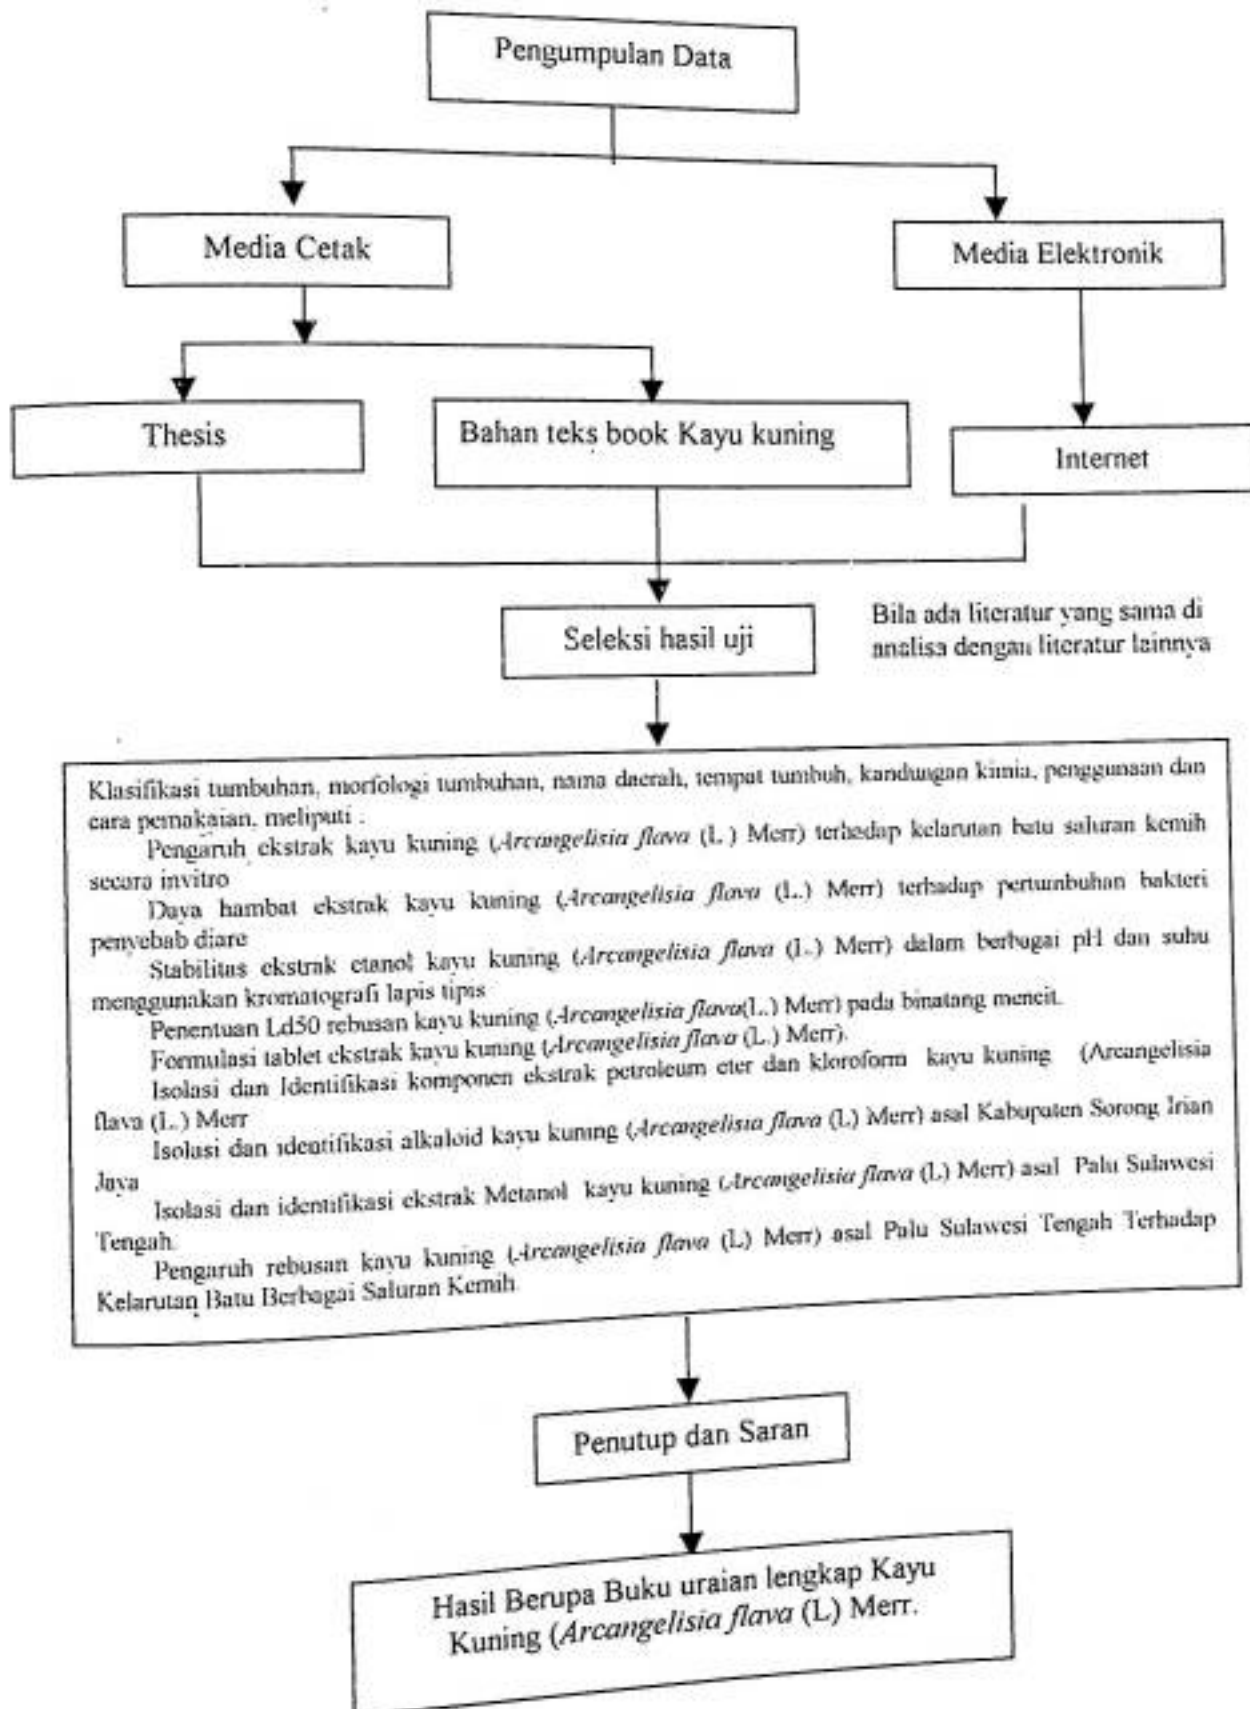 Pengumpulan Data
Media Cetak
Media Elektronik
Thesis
Bahan teks book Kayu kuning
Internet
Seleksi hasil uji
Bila ada literatur yang sama di
analisa dengan literatur lainnya
Klasifikasi tumbuhan, morfologi tumbuhan, nama daerah, tempat tumbuh, kandungan kimia, penggunaan dan
cara pemakaian, meliputi :
Pengaruh ekstrak kayu kuning (Arcangelisia flava (L.) Merr) terhadap kelarutan batu saluran kemih
secara invitro
Daya hambat ekstrak kayu kuning (Arcangelisia flava (L.) Merr) terhadap pertumbuhan bakteri
penyebab diare
Stabilitas ekstrak etanol kayu kuning (Arcangelisia flava (L.) Merr) dalam berbagai pH dan suhu
menggunakan kromatografi lapis tipis
Penentuan Ld50 rebusan kayu kuning (Arcangelisia flava(L.) Merr) pada binatang mencit.
Formulasi tablet ekstrak kayu kuning (Arcangelisia flava (L.) Merr).
Isolasi dan Identifikasi komponen ekstrak petroleum eter dan kloroform kayu kuning (Arcangelisia
flava (L.) Merr
Isolasi dan identifikasi alkaloid kayu kuning (Arcangelisia flava (L) Merr) asal Kabupaten Sorong Irian
Jaya
Isolasi dan identifikasi ekstrak Metanol kayu kuning (Arcangelisia flava (L) Merr) asal Palu Sulawesi
Tengah.
Pengaruh rebusan kayu kuning (Arcangelisia flava (L) Merr) asal Palu Sulawesi Tengah Terhadap
Kelarutan Batu Berbagai Saluran Kemih.
Penutup dan Saran
Hasil Berupa Buku uraian lengkap Kayu
Kuning (Arcangelisia flava (L) Merr.